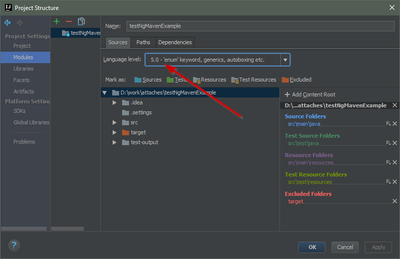 Project Structure
Project Settings
Project
Modules
Libraries
Facets
Artifacts
Platform Settings
SDKs
Global Libraries
Problems
testNgMavenExample
Name: testNgMavenExample
Sources Paths Dependencies
Language level: 5.0 - 'enum' keyword, generics, autoboxing etc.
Mark as: Sources Tests Resources Test Resources Excluded
D:\work\attaches\testNgMavenExample
.idea
.settings
src
target
test-output
+ Add Content Root
D:\...attaches\testNgMavenExample
Source Folders
src\main\java
Test Source Folders
src\test\java
Resource Folders
src\main\resources
Test Resource Folders
src\test\resources
Excluded Folders
target
?
OK Cancel Apply